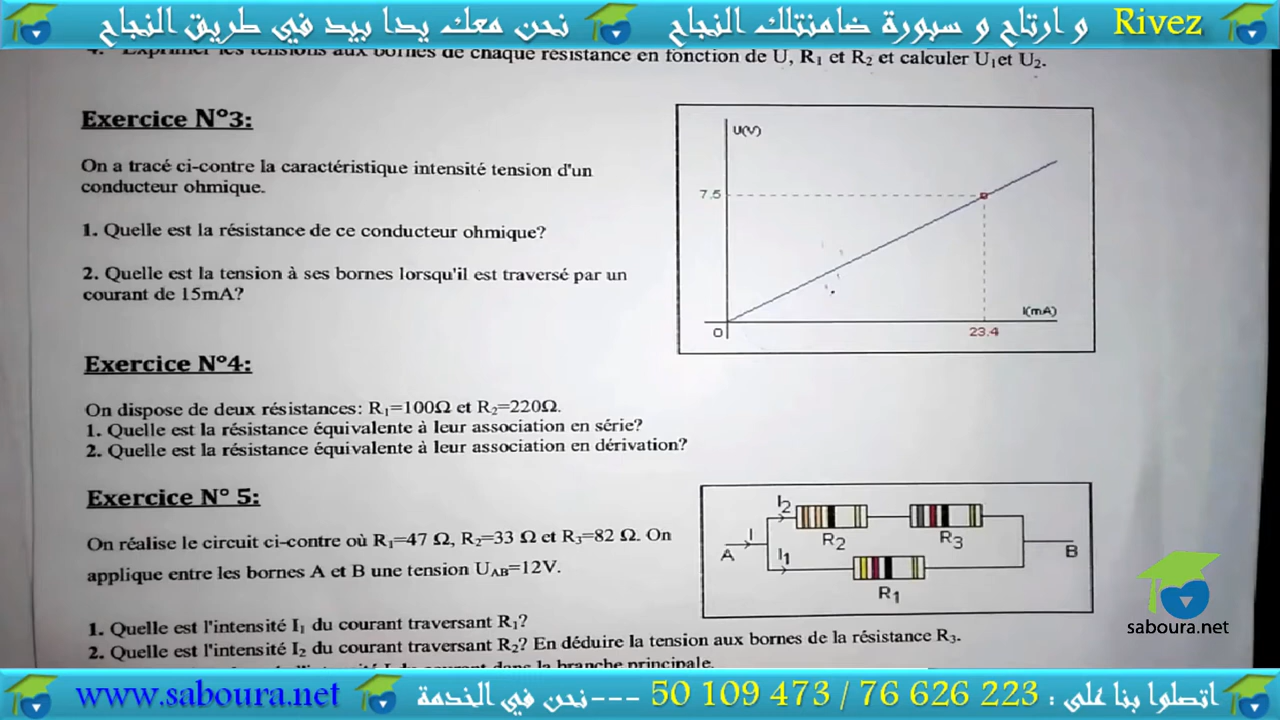 نحن معك يدا بيد في طريق النجاح و ارتاح و سبورة ضامنتلك النجاح Rivez
4. Exprimer les tensions aux bornes de chaque résistance en fonction de U, R₁ et R₂ et calculer U₁et U₂.
Exercice N°3:
On a tracé ci-contre la caractéristique intensité tension d'un
conducteur ohmique.
1. Quelle est la résistance de ce conducteur ohmique?
2. Quelle est la tension à ses bornes lorsqu'il est traversé par un
courant de 15mA?
U(V)
7.5
O
I(mA)
23.4
Exercice N°4:
On dispose de deux résistances: R₁=100Ω et R₂=220Ω.
1. Quelle est la résistance équivalente à leur association en série?
2. Quelle est la résistance équivalente à leur association en dérivation?
Exercice N° 5:
On réalise le circuit ci-contre où R₁=47 Ω, R₂=33 Ω et R₃=82 Ω. On
applique entre les bornes A et B une tension U_AB=12V.
I₂
R₂
R₃
A
I
B
I₁
R₁
1. Quelle est l'intensité I₁ du courant traversant R₁?
2. Quelle est l'intensité I₂ du courant traversant R₂? En déduire la tension aux bornes de la résistance R₃.
l'intensité I du courant dans la branche principale.
saboura.net
www.saboura.net اتصلوا بنا على : 50 109 473 / 76 626 223 ---نحن في الخدمة